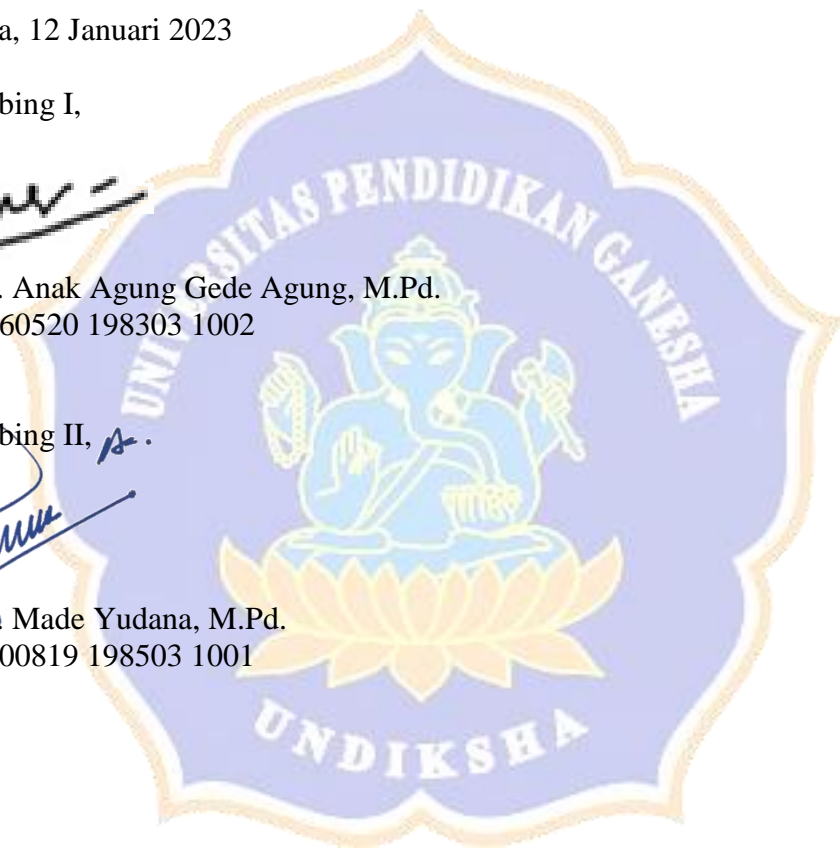 a, 12 Januari 2023
bing I,
UNIVERSITAS PENDIDIKAN GANESHA
. Anak Agung Gede Agung, M.Pd.
60520 198303 1002
bing II,
. Made Yudana, M.Pd.
00819 198503 1001
UNDIKSHA